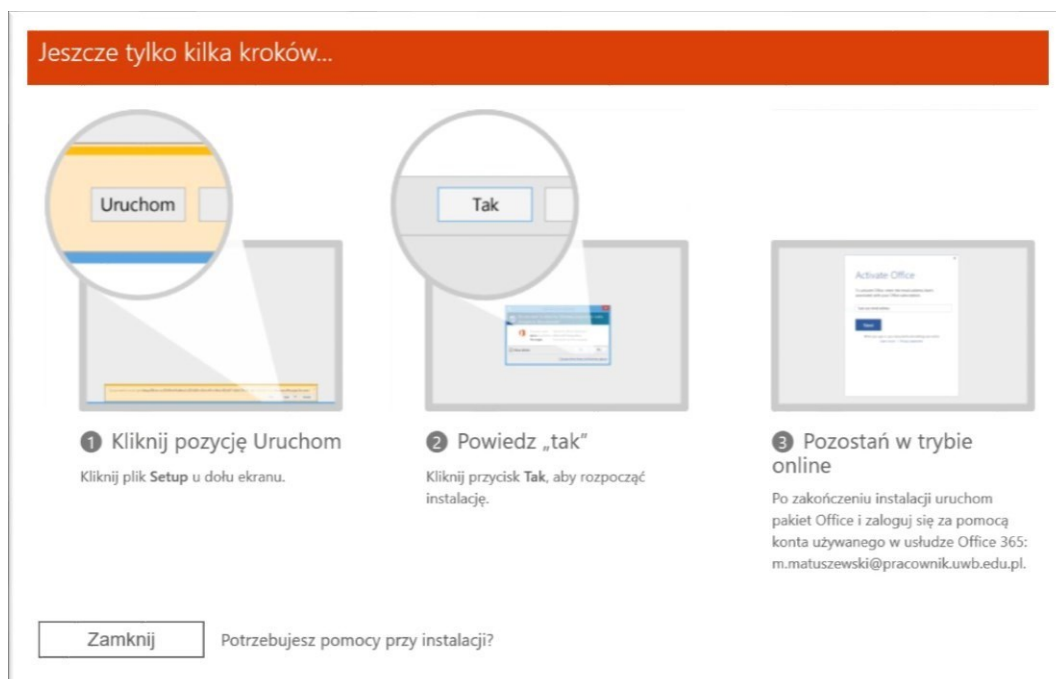 Jeszcze tylko kilka kroków...
Uruchom
Tak
Activate Office
❶ Kliknij pozycję Uruchom
Kliknij plik Setup u dołu ekranu.
❷ Powiedz „tak”
Kliknij przycisk Tak, aby rozpocząć
instalację.
❸ Pozostań w trybie
online
Po zakończeniu instalacji uruchom
pakiet Office i zaloguj się za pomocą
konta używanego w usłudze Office 365:
m.matuszewski@pracownik.uwb.edu.pl.
Zamknij
Potrzebujesz pomocy przy instalacji?